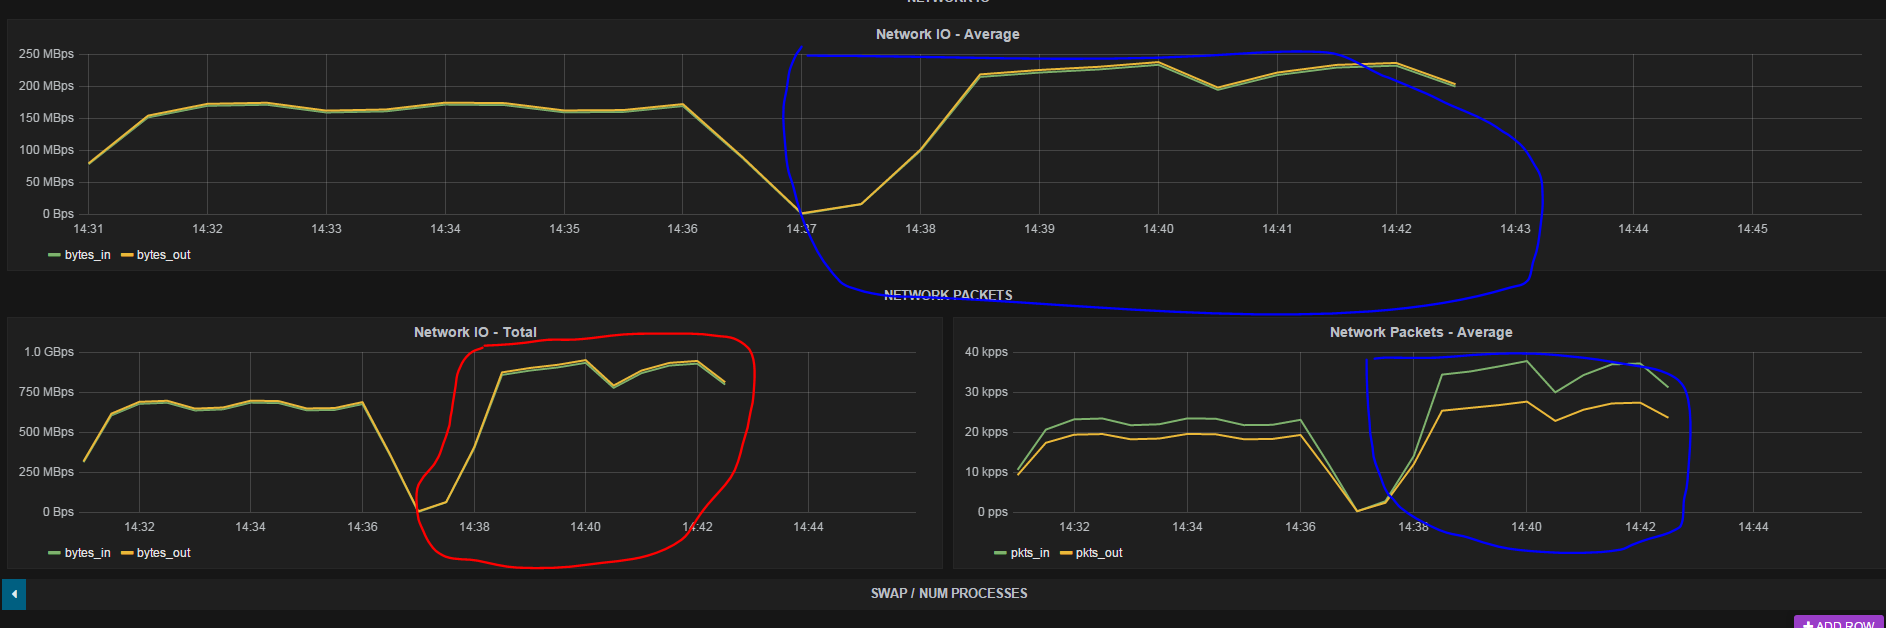 NETWORK IO
Network IO - Average
250 MBps
200 MBps
150 MBps
100 MBps
50 MBps
0 Bps
14:31 14:32 14:33 14:34 14:35 14:36 14:37 14:38 14:39 14:40 14:41 14:42 14:43 14:44 14:45
bytes_in bytes_out
NETWORK PACKETS
Network IO - Total
1.0 GBps
750 MBps
500 MBps
250 MBps
0 Bps
14:32 14:34 14:36 14:38 14:40 14:42 14:44
bytes_in bytes_out
Network Packets - Average
40 kpps
30 kpps
20 kpps
10 kpps
0 pps
14:32 14:34 14:36 14:38 14:40 14:42 14:44
pkts_in pkts_out
SWAP / NUM PROCESSES
+ ADD ROW